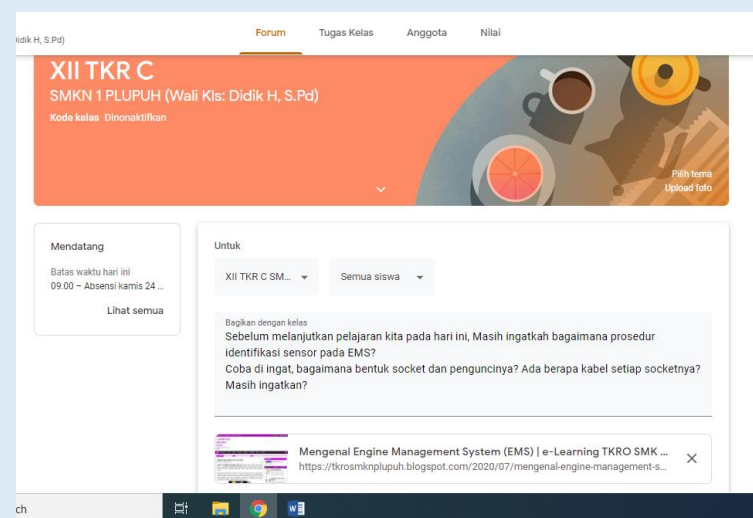 Didik H, S.Pd)
Forum
Tugas Kelas
Anggota
Nilai
XII TKR C
SMKN 1 PLUPUH (Wali Kls: Didik H, S.Pd)
Kode kelas Dinonaktifkan
Pilih tema
Upload foto
Mendatang
Batas waktu hari ini
09.00 – Absensi kamis 24 ...
Lihat semua
Untuk
XII TKR C SM...
Semua siswa
Bagikan dengan kelas
Sebelum melanjutkan pelajaran kita pada hari ini, Masih ingatkah bagaimana prosedur
identifikasi sensor pada EMS?
Coba di ingat, bagaimana bentuk socket dan penguncinya? Ada berapa kabel setiap socketnya?
Masih ingatkan?
Mengenal Engine Management System (EMS) | e-Learning TKRO SMK ...
https://tkrosmknplupuh.blogspot.com/2020/07/mengenal-engine-management-s...
ch